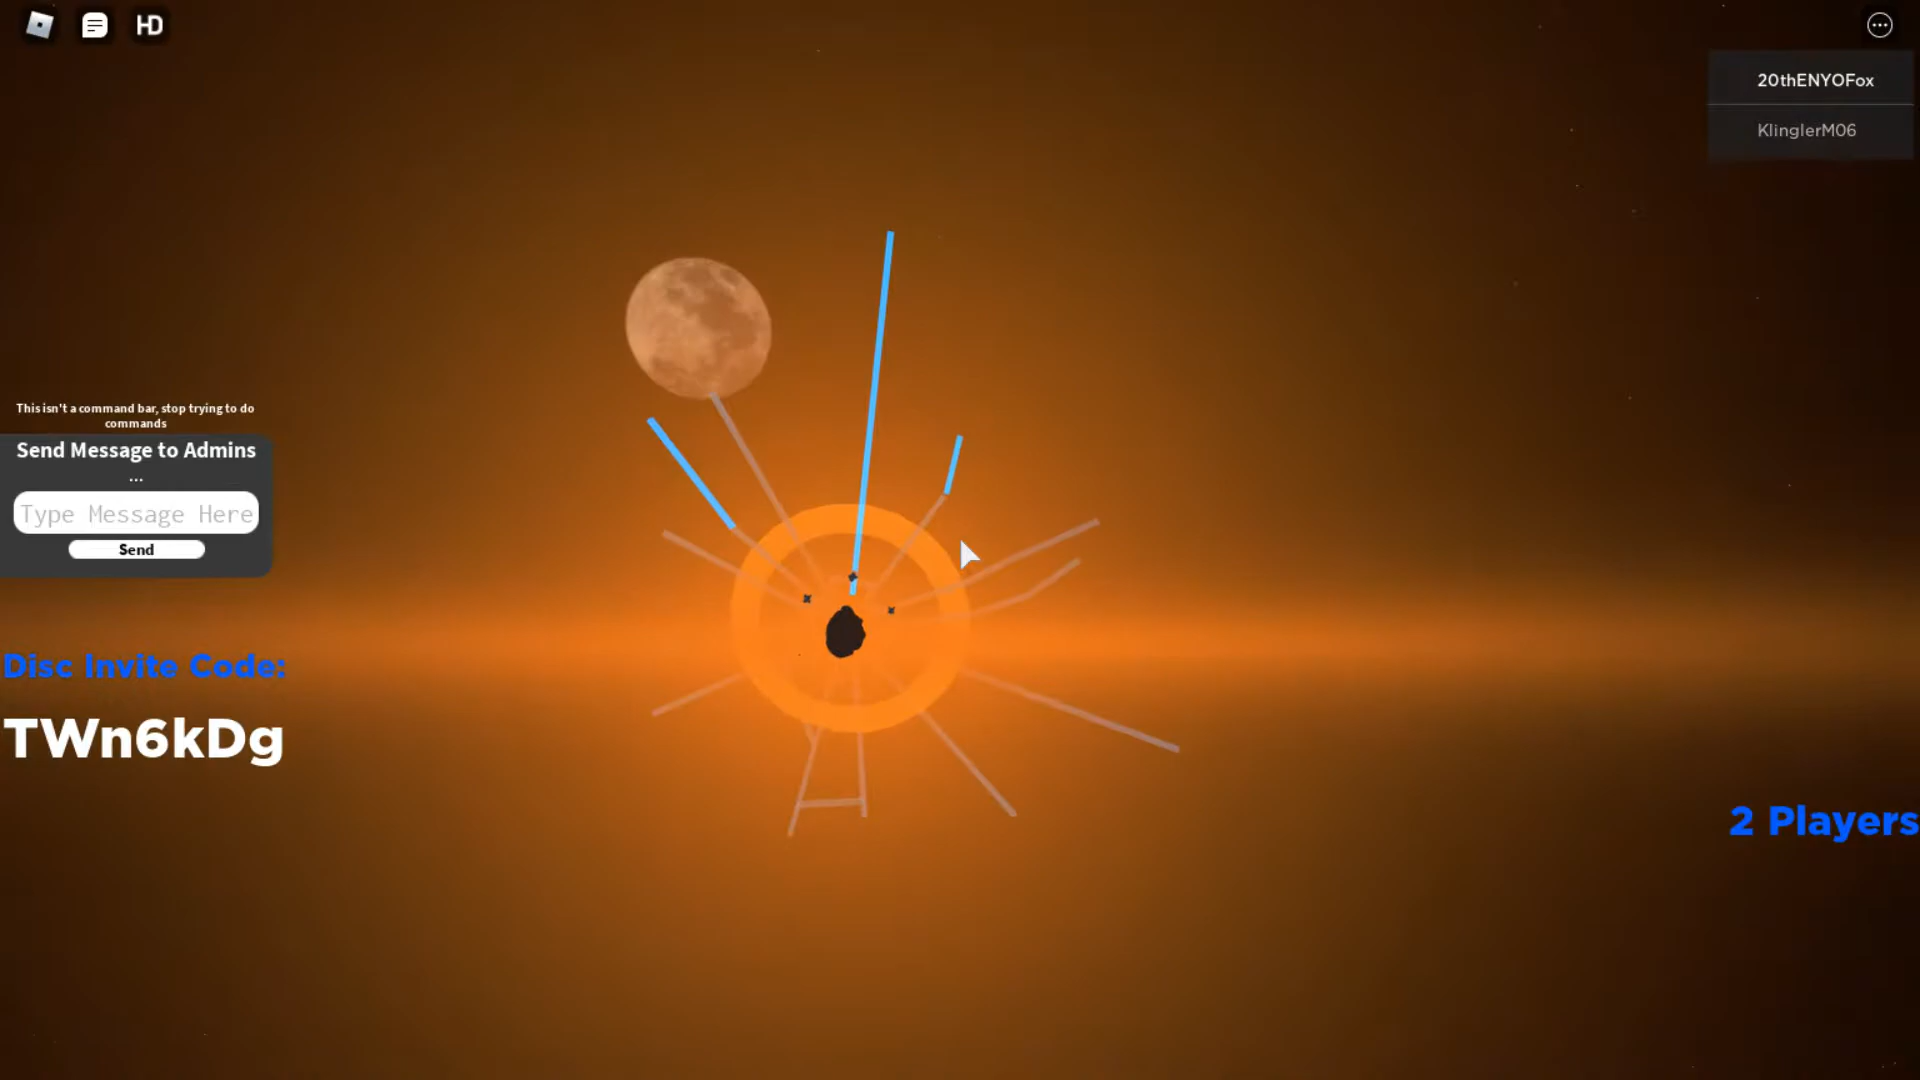 HD
20thENYOFox
KlinglerM06
This isn't a command bar, stop trying to do
commands
Send Message to Admins
...
Type Message Here
Send
Disc Invite Code:
TWn6kDg
2 Players